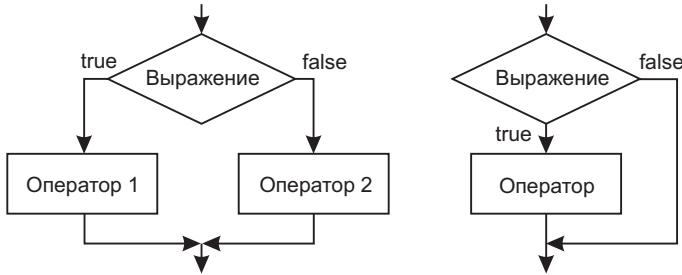 true
Выражение
false
Оператор 1
Оператор 2
Выражение
false
true
Оператор